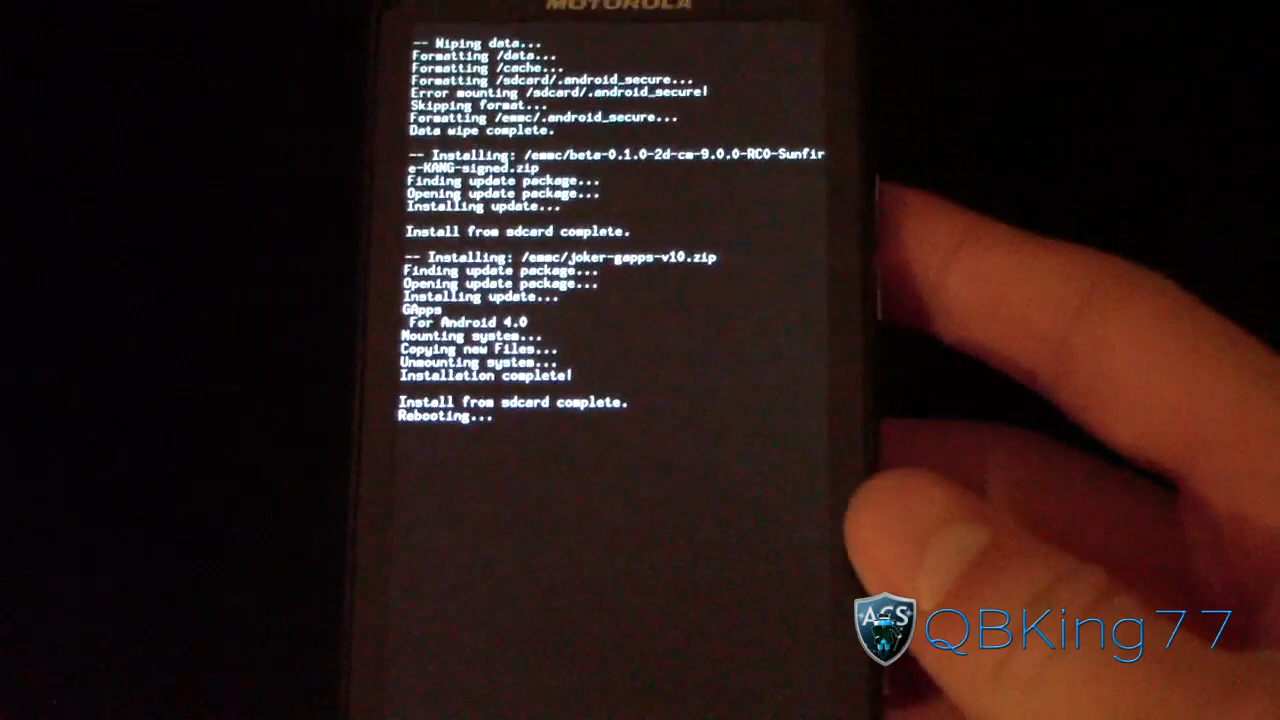 MOTOROLA
-- Wiping data...
Formatting /data...
Formatting /cache...
Formatting /sdcard/.android_secure...
Error mounting /sdcard/.android_secure!
Skipping format...
Formatting /emmc/.android_secure...
Data wipe complete.
-- Installing: /emmc/beta-0.1.0-2d-cm-9.0.0-RC0-Sunfir
e-KANG-signed.zip
Finding update package...
Opening update package...
Installing update...
Install from sdcard complete.
-- Installing: /emmc/joker-gapps-v10.zip
Finding update package...
Opening update package...
Installing update...
GApps
For Android 4.0
Mounting system...
Copying new Files...
Unmounting system...
Installation complete!
Install from sdcard complete.
Rebooting...
ACS
QBKing77